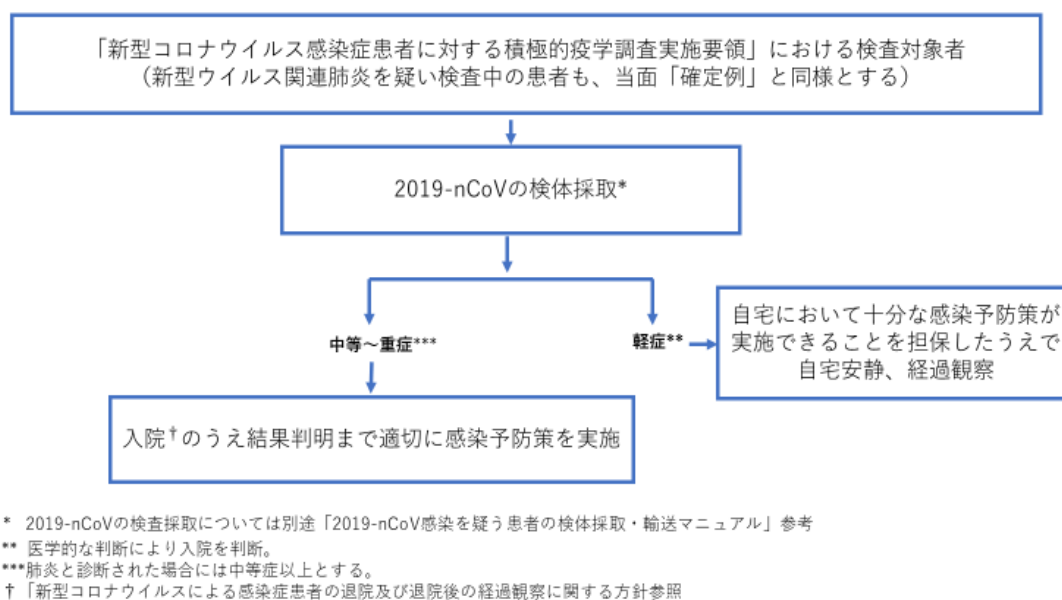 「新型コロナウイルス感染症患者に対する積極的疫学調査実施要領」における検査対象者
（新型ウイルス関連肺炎を疑い検査中の患者も、当面「確定例」と同様とする）
2019-nCoVの検体採取*
中等～重症***
軽症**
自宅において十分な感染予防策が
実施できることを担保したうえで
自宅安静、経過観察
入院†のうえ結果判明まで適切に感染予防策を実施
* 2019-nCoVの検査採取については別途「2019-nCoV感染を疑う患者の検体採取・輸送マニュアル」参考
** 医学的な判断により入院を判断。
***肺炎と診断された場合には中等症以上とする。
†「新型コロナウイルスによる感染症患者の退院及び退院後の経過観察に関する方針参照